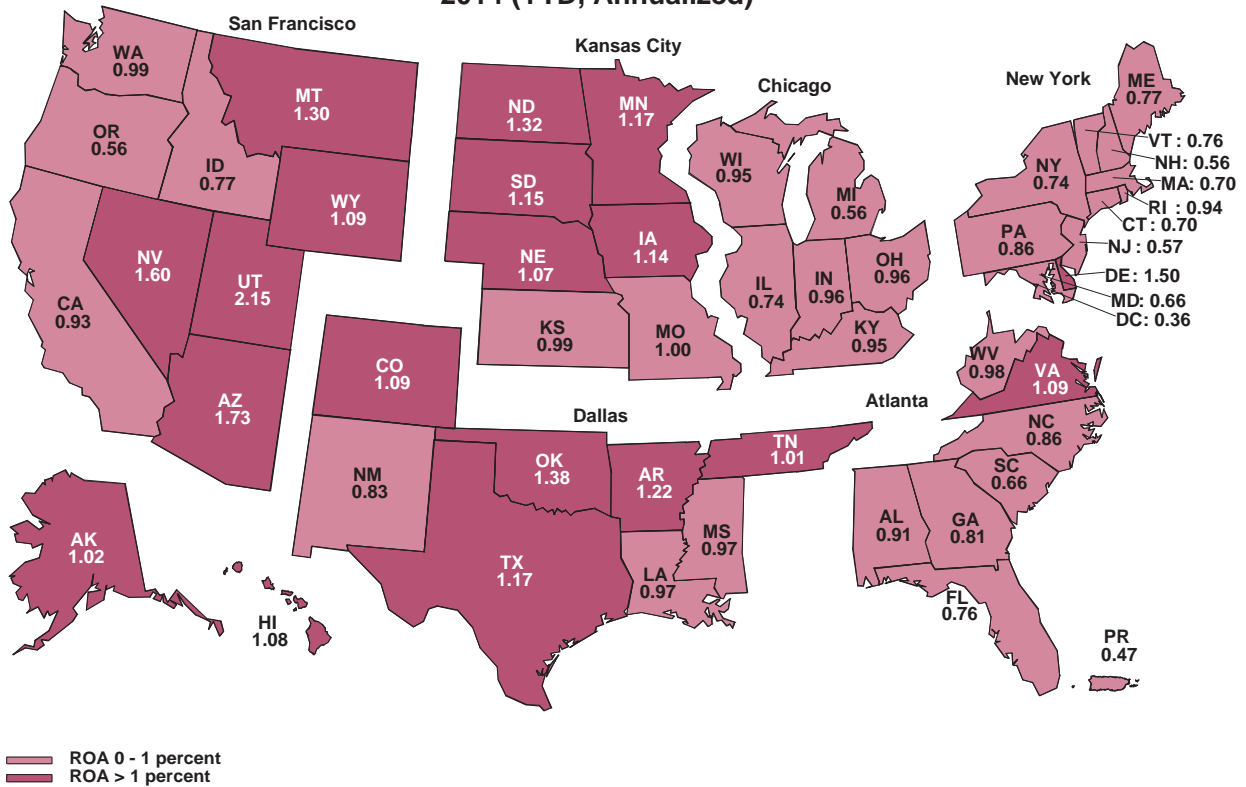 2014 (YTD, Annualized)
San Francisco
Kansas City
Chicago
New York
WA
0.99
MT
1.30
OR
0.56
ID
0.77
WY
1.09
NV
1.60
UT
2.15
CA
0.93
AZ
1.73
AK
1.02
HI
1.08
ND
1.32
MN
1.17
SD
1.15
NE
1.07
IA
1.14
KS
0.99
MO
1.00
WI
0.95
MI
0.56
IL
0.74
IN
0.96
OH
0.96
KY
0.95
ME
0.77
VT : 0.76
NH: 0.56
MA: 0.70
RI : 0.94
CT : 0.70
NJ : 0.57
DE: 1.50
MD: 0.66
DC: 0.36
NY
0.74
PA
0.86
Dallas
CO
1.09
NM
0.83
OK
1.38
TX
1.17
AR
1.22
TN
1.01
LA
0.97
MS
0.97
Atlanta
WV
0.98
VA
1.09
NC
0.86
SC
0.66
AL
0.91
GA
0.81
FL
0.76
PR
0.47
ROA 0 - 1 percent
ROA > 1 percent